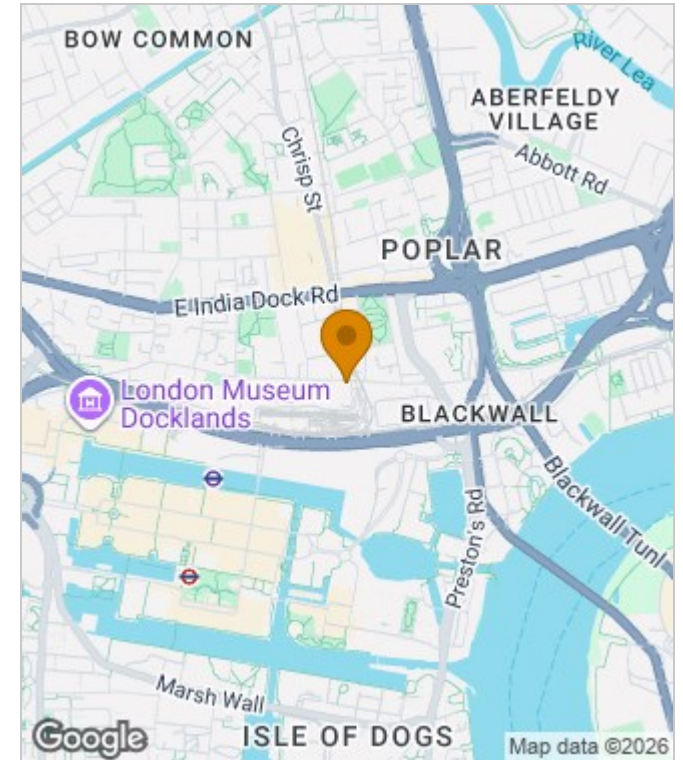 BOW COMMON
River Lea
ABERFELDY
VILLAGE
Abbott Rd
Chrisp St
POPLAR
E India Dock Rd
London Museum
Docklands
BLACKWALL
Blackwall Tunl
Preston's Rd
Marsh Wall
ISLE OF DOGS
Google
Map data ©2026